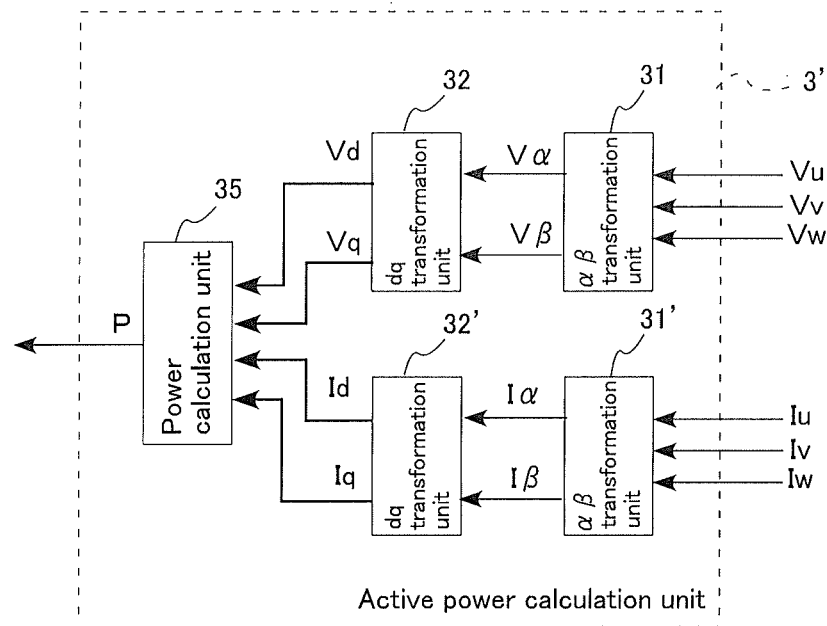 32
31
3'
Vd
Vα
Vu
35
dq
transformation
unit
αβ
transformation
unit
Vv
Vq
Vβ
Vw
P
Power
calculation unit
32'
31'
Id
Iα
Iu
dq
transformation
unit
αβ
transformation
unit
Iv
Iq
Iβ
Iw
Active power calculation unit